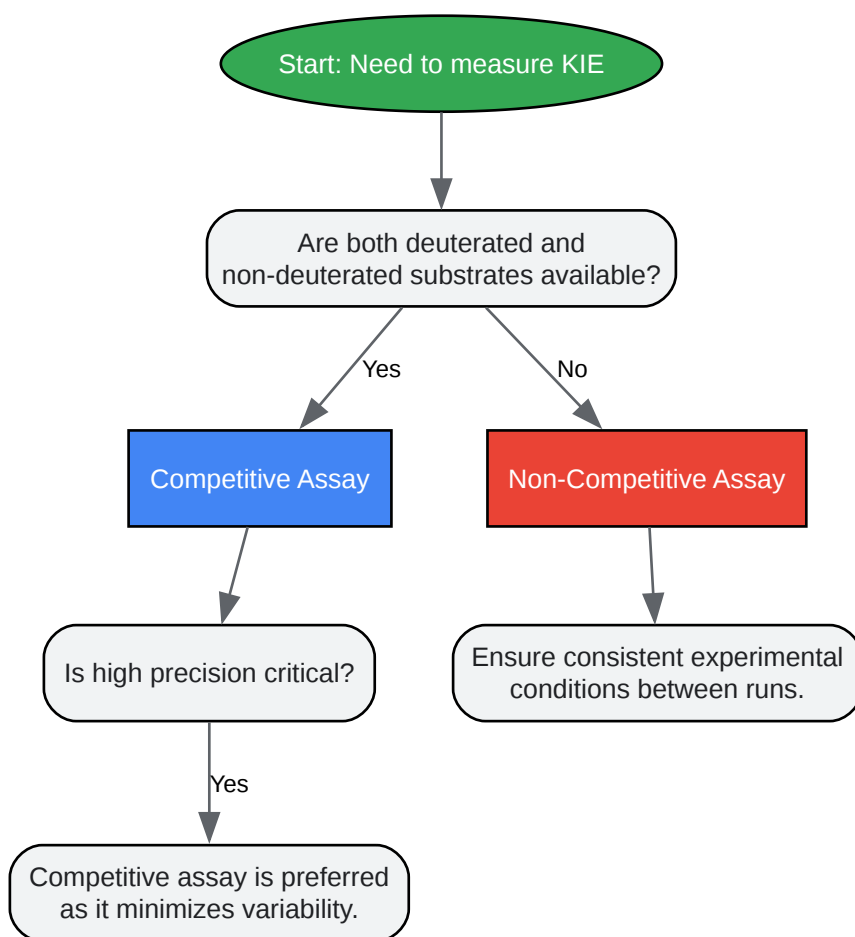 Start: Need to measure KIE
Are both deuterated and
non-deuterated substrates available?
Yes
No
Competitive Assay
Non-Competitive Assay
Is high precision critical?
Ensure consistent experimental
conditions between runs.
Yes
Competitive assay is preferred
as it minimizes variability.